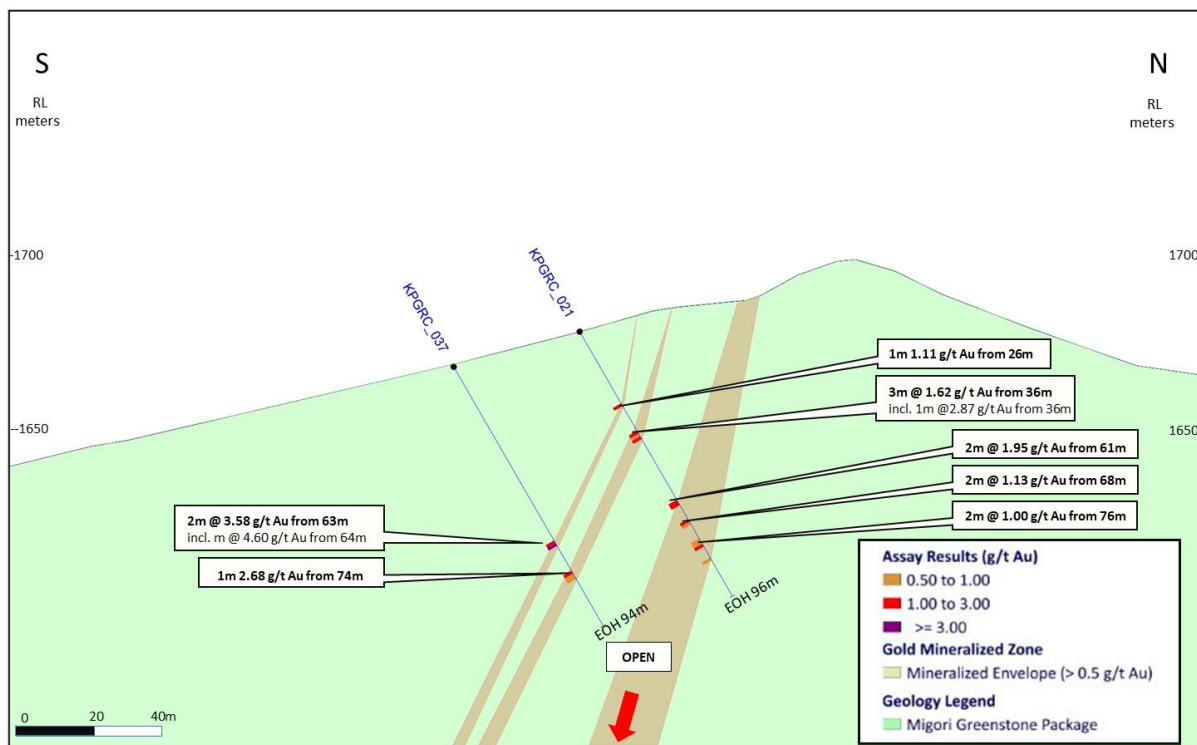 S
N
RL
meters
RL
meters
-1700
1700
KPGRC_021
KPGRC_037
1m 1.11 g/t Au from 26m
3m @ 1.62 g/t Au from 36m
incl. 1m @2.87 g/t Au from 36m
--1650
1650
2m @ 1.95 g/t Au from 61m
2m @ 1.13 g/t Au from 68m
2m @ 1.00 g/t Au from 76m
2m @ 3.58 g/t Au from 63m
incl. m @ 4.60 g/t Au from 64m
1m 2.68 g/t Au from 74m
EOH 94m
EOH 96m
OPEN
Assay Results (g/t Au)
0.50 to 1.00
1.00 to 3.00
>= 3.00
Gold Mineralized Zone
Mineralized Envelope (> 0.5 g/t Au)
Geology Legend
Migori Greenstone Package
0 20 40m